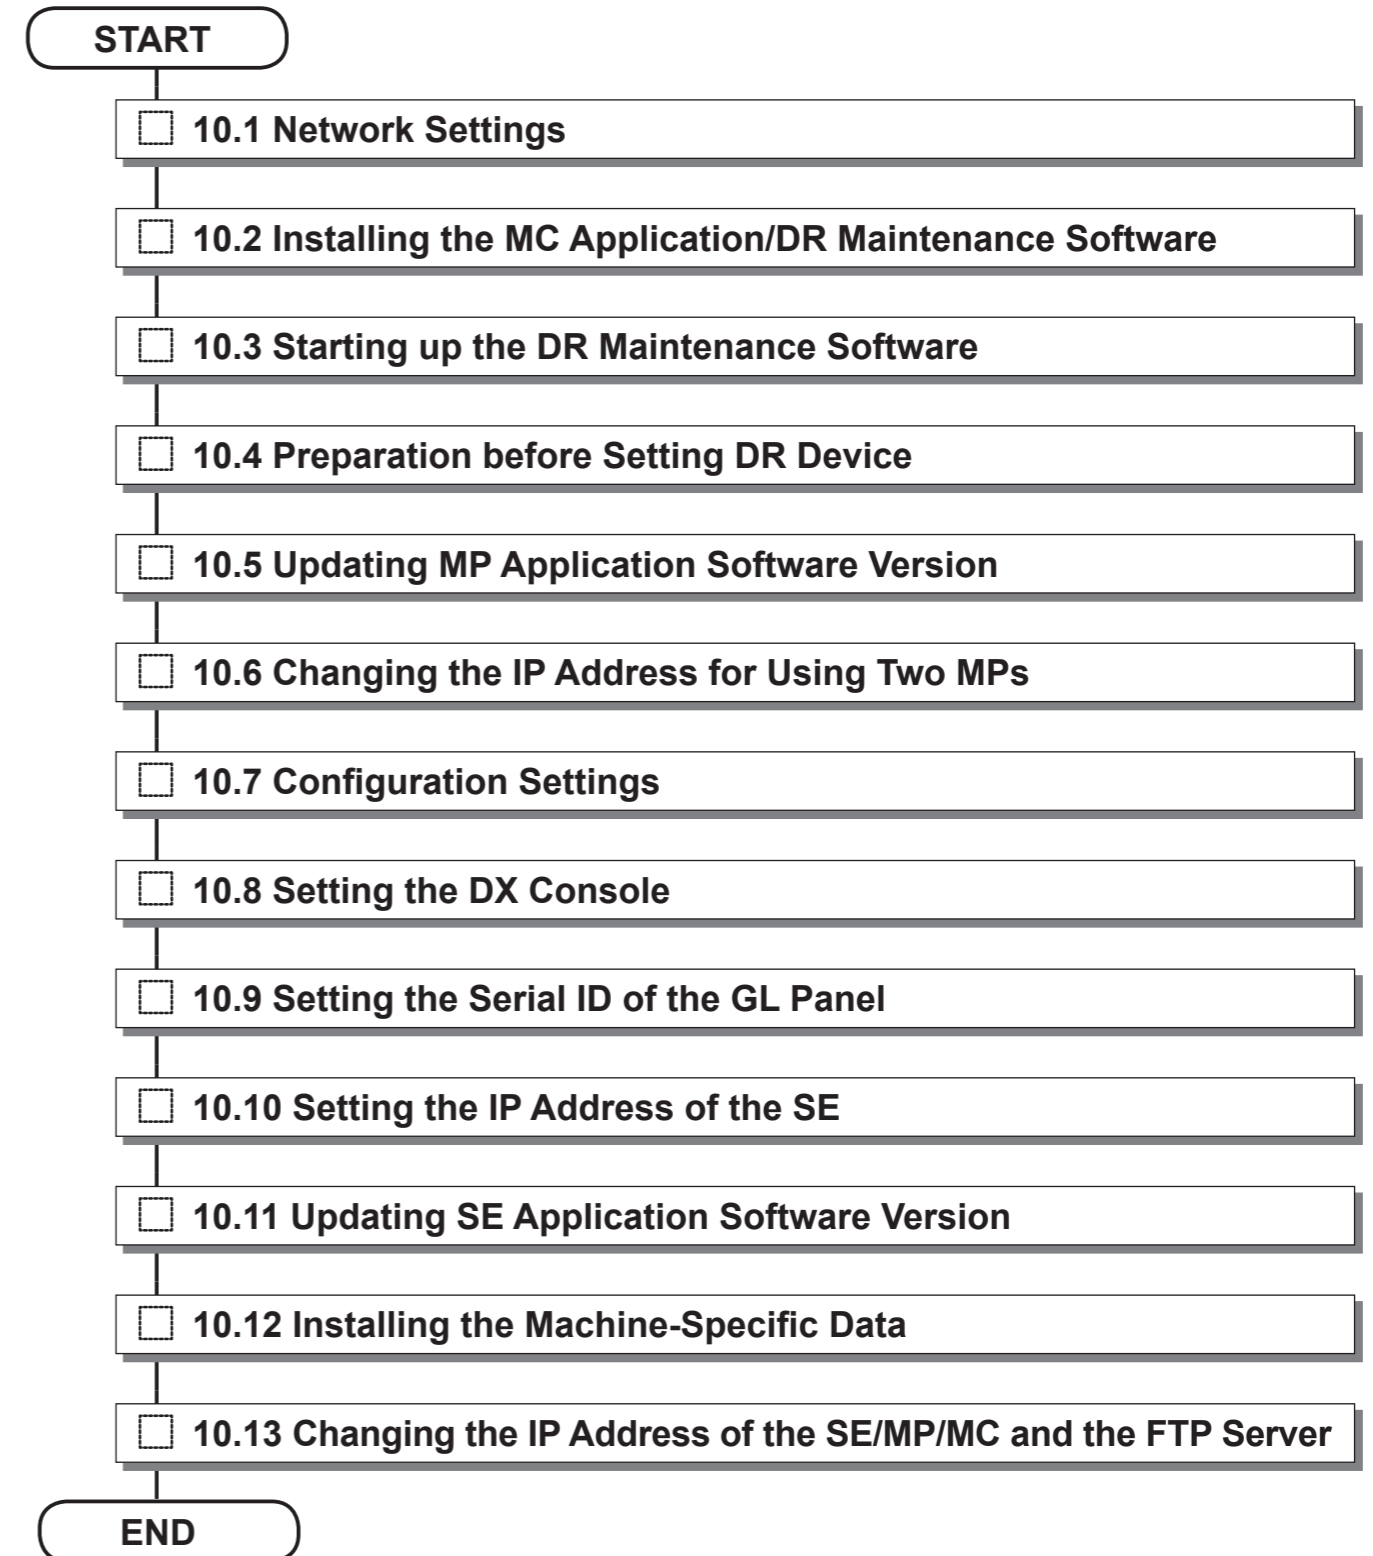 START
10.1 Network Settings
10.2 Installing the MC Application/DR Maintenance Software
10.3 Starting up the DR Maintenance Software
10.4 Preparation before Setting DR Device
10.5 Updating MP Application Software Version
10.6 Changing the IP Address for Using Two MPs
10.7 Configuration Settings
10.8 Setting the DX Console
10.9 Setting the Serial ID of the GL Panel
10.10 Setting the IP Address of the SE
10.11 Updating SE Application Software Version
10.12 Installing the Machine-Specific Data
10.13 Changing the IP Address of the SE/MP/MC and the FTP Server
END